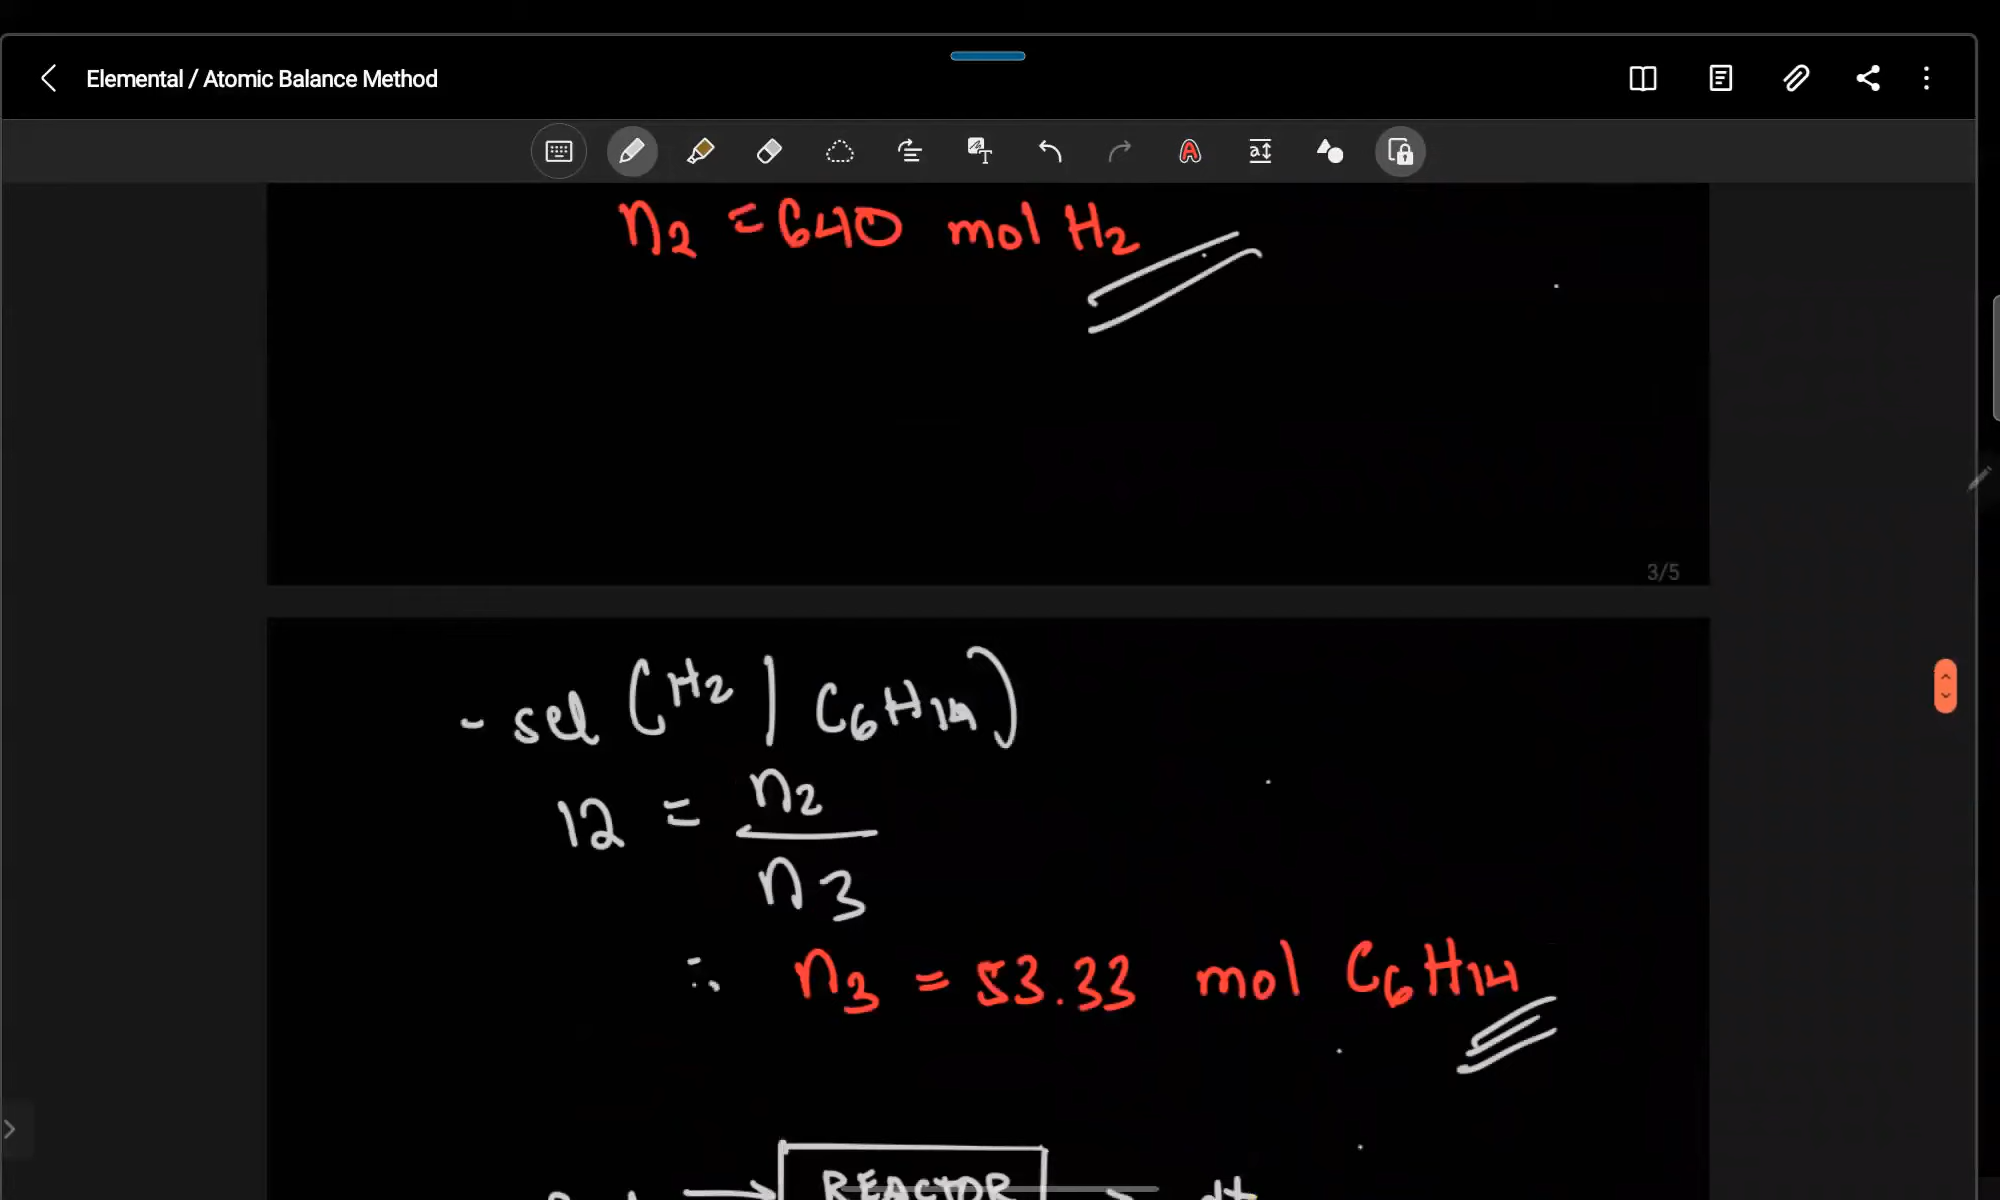 Elemental / Atomic Balance Method
n2 = 640 mol H2
3/5
- sel (H2 | C6H14)
12 = n2
n3
∴ n3 = 53.33 mol C6H14
REACTOR